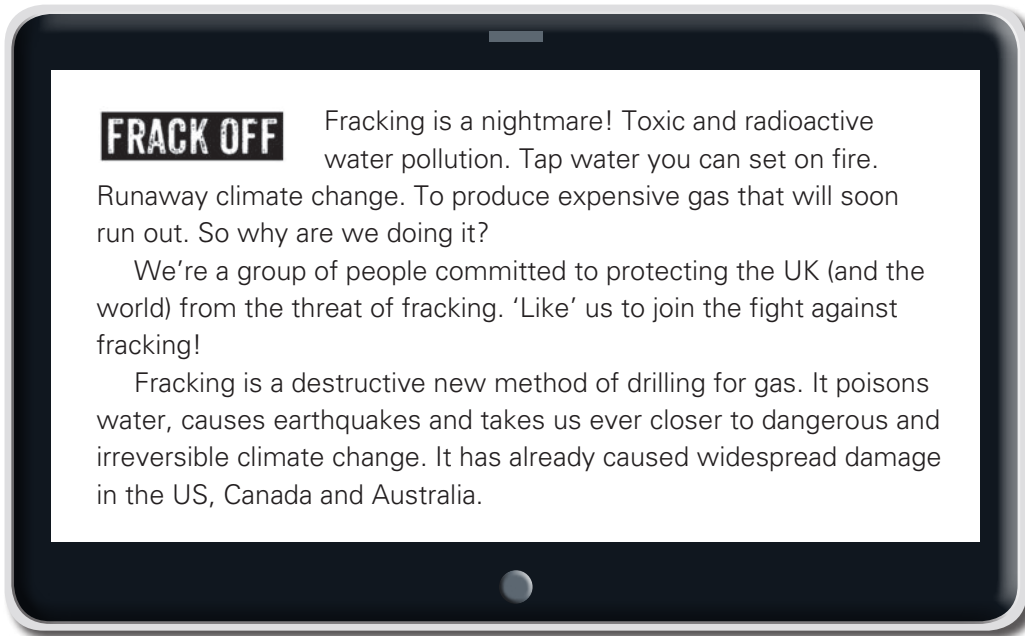 FRACK OFF
Fracking is a nightmare! Toxic and radioactive
water pollution. Tap water you can set on fire.
Runaway climate change. To produce expensive gas that will soon
run out. So why are we doing it?
We’re a group of people committed to protecting the UK (and the
world) from the threat of fracking. ‘Like’ us to join the fight against
fracking!
Fracking is a destructive new method of drilling for gas. It poisons
water, causes earthquakes and takes us ever closer to dangerous and
irreversible climate change. It has already caused widespread damage
in the US, Canada and Australia.